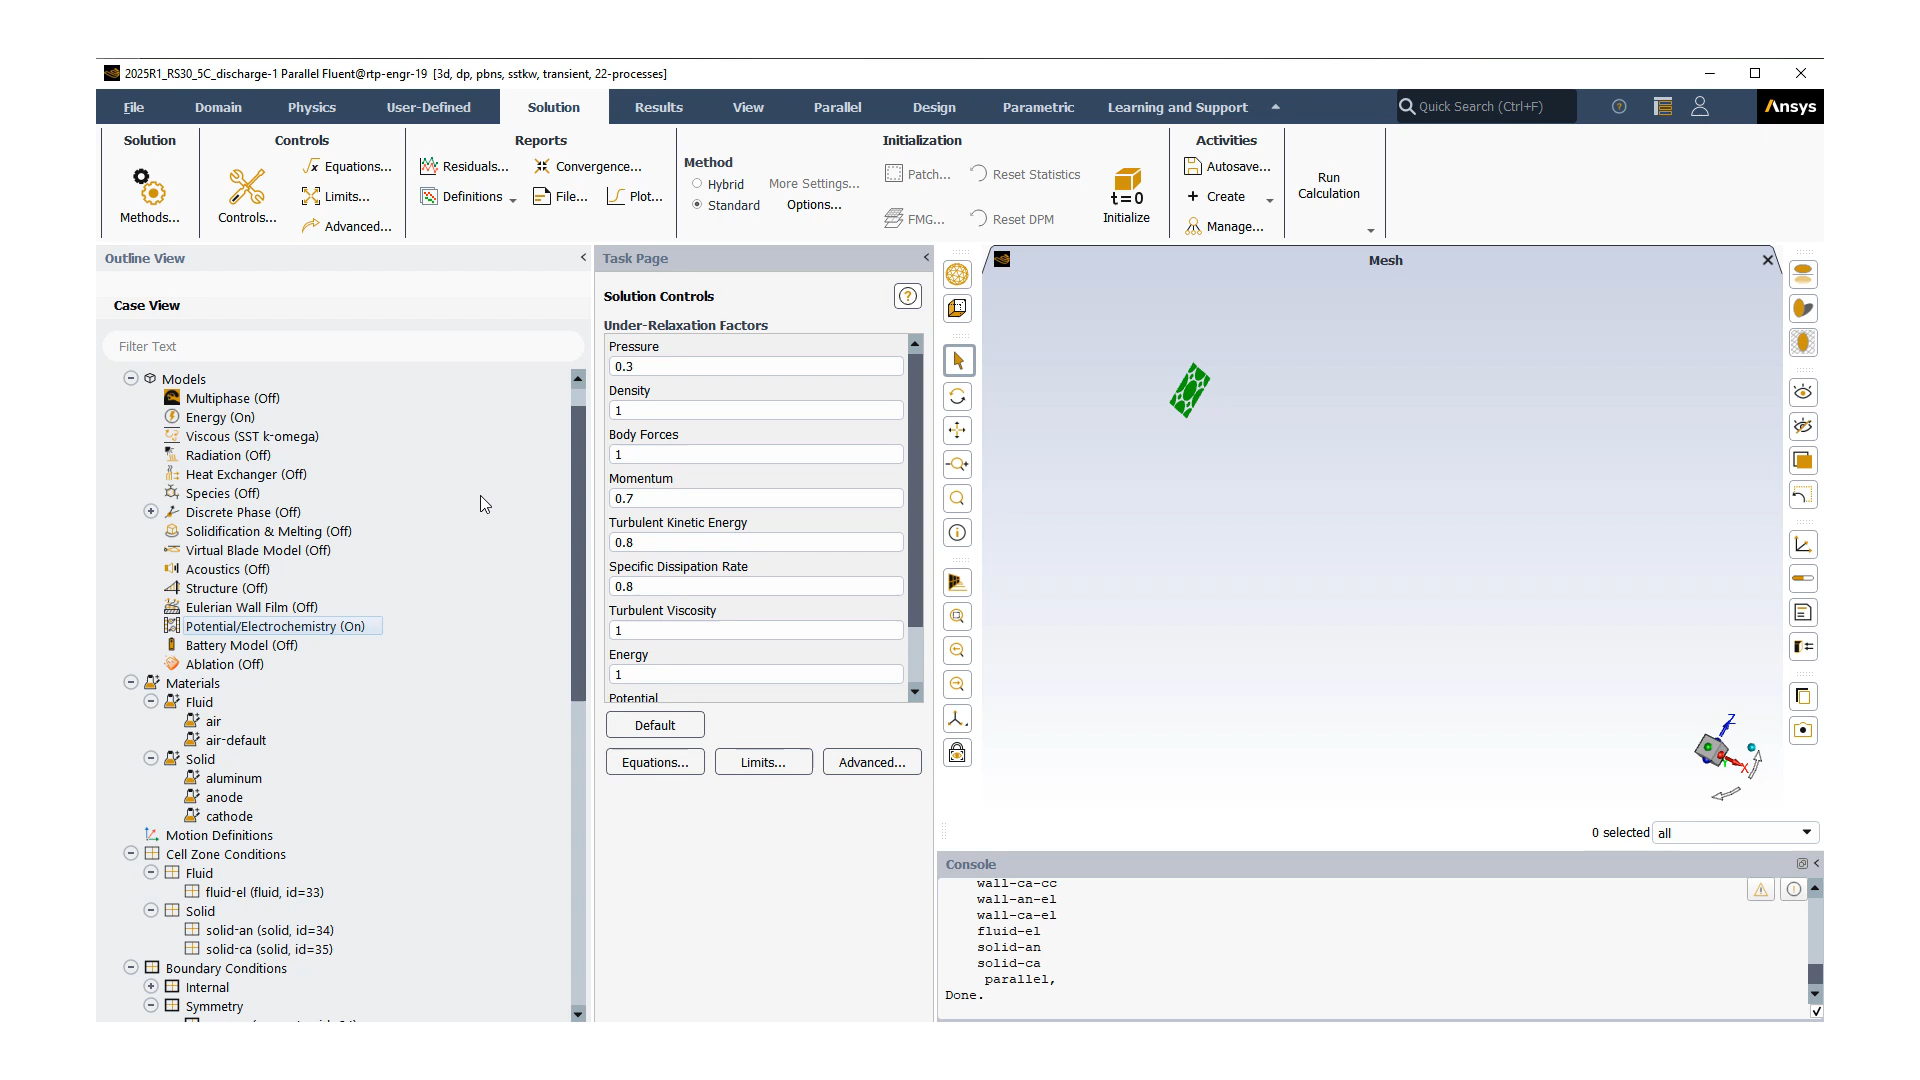 2025R1_RS30_5C_discharge-1 Parallel Fluent@rtp-engr-19 [3d, dp, pbns, sstkw, transient, 22-processes]
File Domain Physics User-Defined Solution Results View Parallel Design Parametric Learning and Support Quick Search (Ctrl+F) Ansys
Solution
Methods...
Controls
Controls...
Equations...
Limits...
Advanced...
Reports
Residuals... Convergence...
Definitions File... Plot...
Initialization
Method
Hybrid More Settings...
Standard Options...
Patch... Reset Statistics
FMG... Reset DPM
t=0
Initialize
Activities
Autosave...
Create
Manage...
Run
Calculation
Outline View
Case View
Filter Text
Models
Multiphase (Off)
Energy (On)
Viscous (SST k-omega)
Radiation (Off)
Heat Exchanger (Off)
Species (Off)
Discrete Phase (Off)
Solidification & Melting (Off)
Virtual Blade Model (Off)
Acoustics (Off)
Structure (Off)
Eulerian Wall Film (Off)
Potential/Electrochemistry (On)
Battery Model (Off)
Ablation (Off)
Materials
Fluid
air
air-default
Solid
aluminum
anode
cathode
Motion Definitions
Cell Zone Conditions
Fluid
fluid-el (fluid, id=33)
Solid
solid-an (solid, id=34)
solid-ca (solid, id=35)
Boundary Conditions
Internal
Symmetry
Task Page
Solution Controls
Under-Relaxation Factors
Pressure
0.3
Density
1
Body Forces
1
Momentum
0.7
Turbulent Kinetic Energy
0.8
Specific Dissipation Rate
0.8
Turbulent Viscosity
1
Energy
1
Potential
Default
Equations... Limits... Advanced...
Mesh
Z
X
0 selected all
Console
wall-ca-cc
wall-an-el
wall-ca-el
fluid-el
solid-an
solid-ca
parallel,
Done.